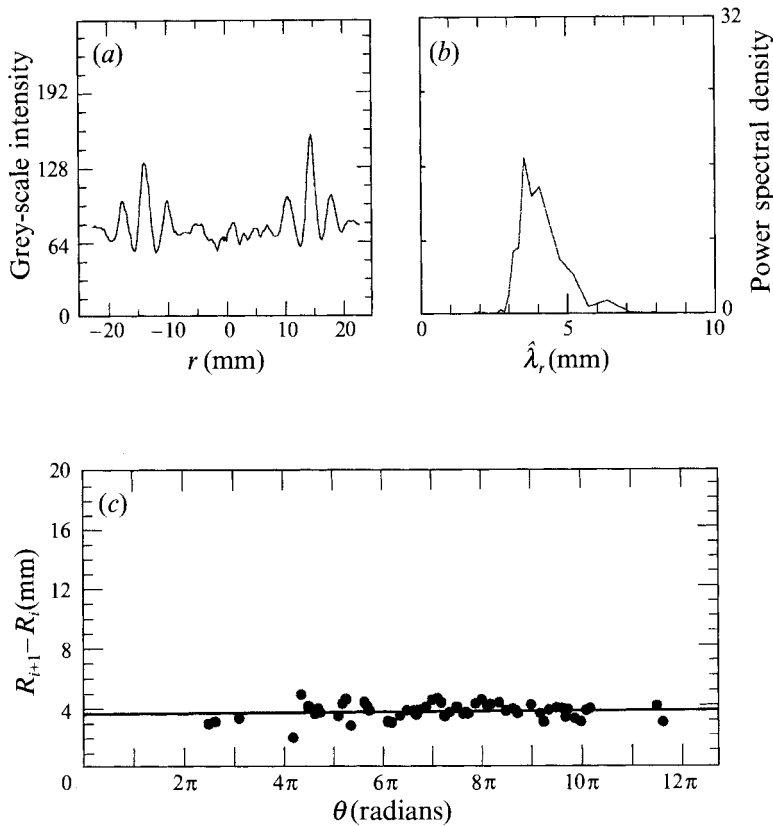 (a)
Grey-scale intensity
192
128
64
0
−20
−10
0
10
20
r (mm)
(b)
32
0
Power spectral density
0
5
10
λ̂r (mm)
(c)
20
16
12
8
4
0
Ri+1−Ri (mm)
2π
4π
6π
8π
10π
12π
θ (radians)